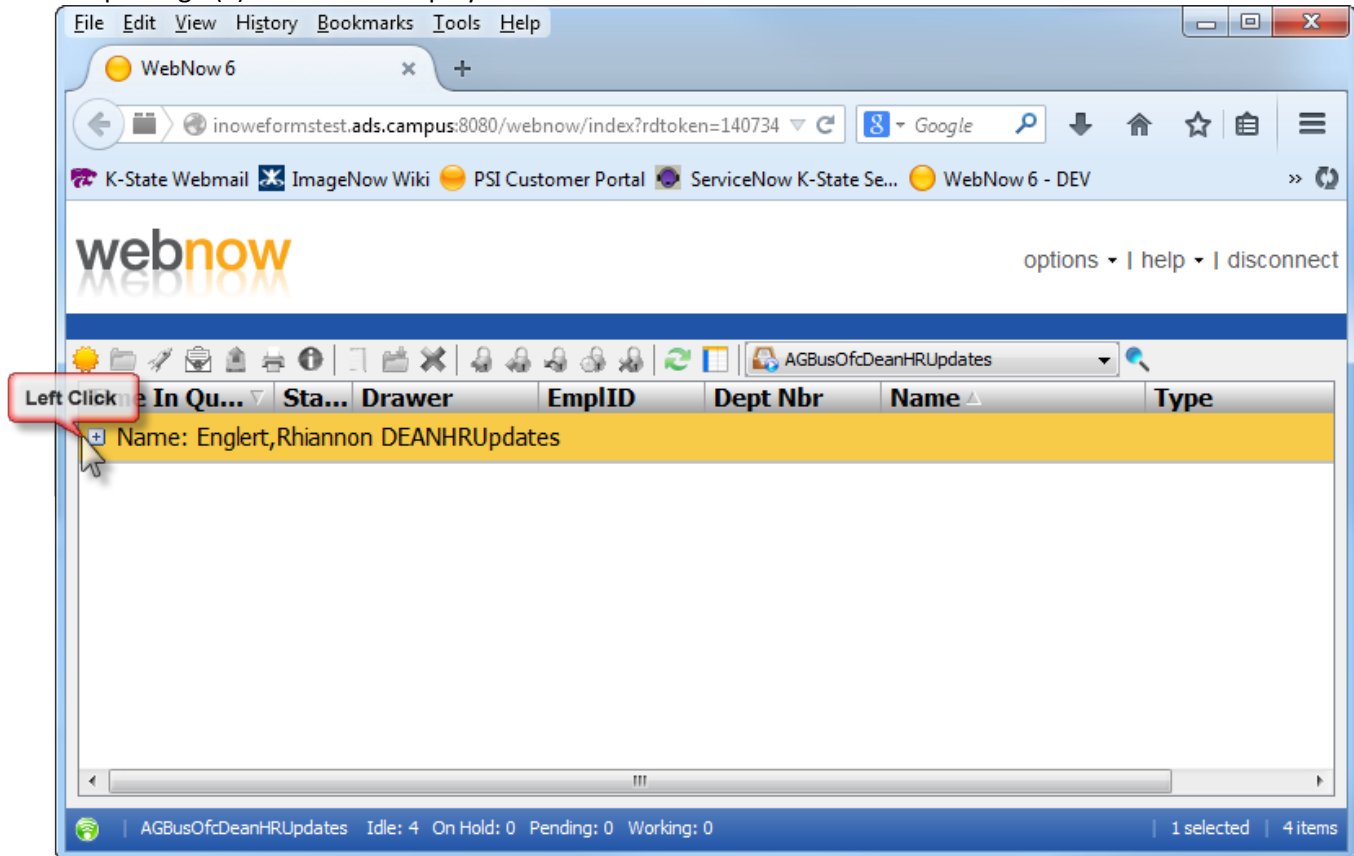 File Edit View History Bookmarks Tools Help
WebNow 6
inoweformstest.ads.campus:8080/webnow/index?rdtoken=140734 Google
K-State Webmail ImageNow Wiki PSI Customer Portal ServiceNow K-State Se... WebNow 6 - DEV
webnow
options | help | disconnect
AGBusOfcDeanHRUpdates
Left Click e In Qu... Sta... Drawer EmplID Dept Nbr Name Type
Name: Englert,Rhiannon DEANHRUpdates
AGBusOfcDeanHRUpdates Idle: 4 On Hold: 0 Pending: 0 Working: 0 | 1 selected | 4 items